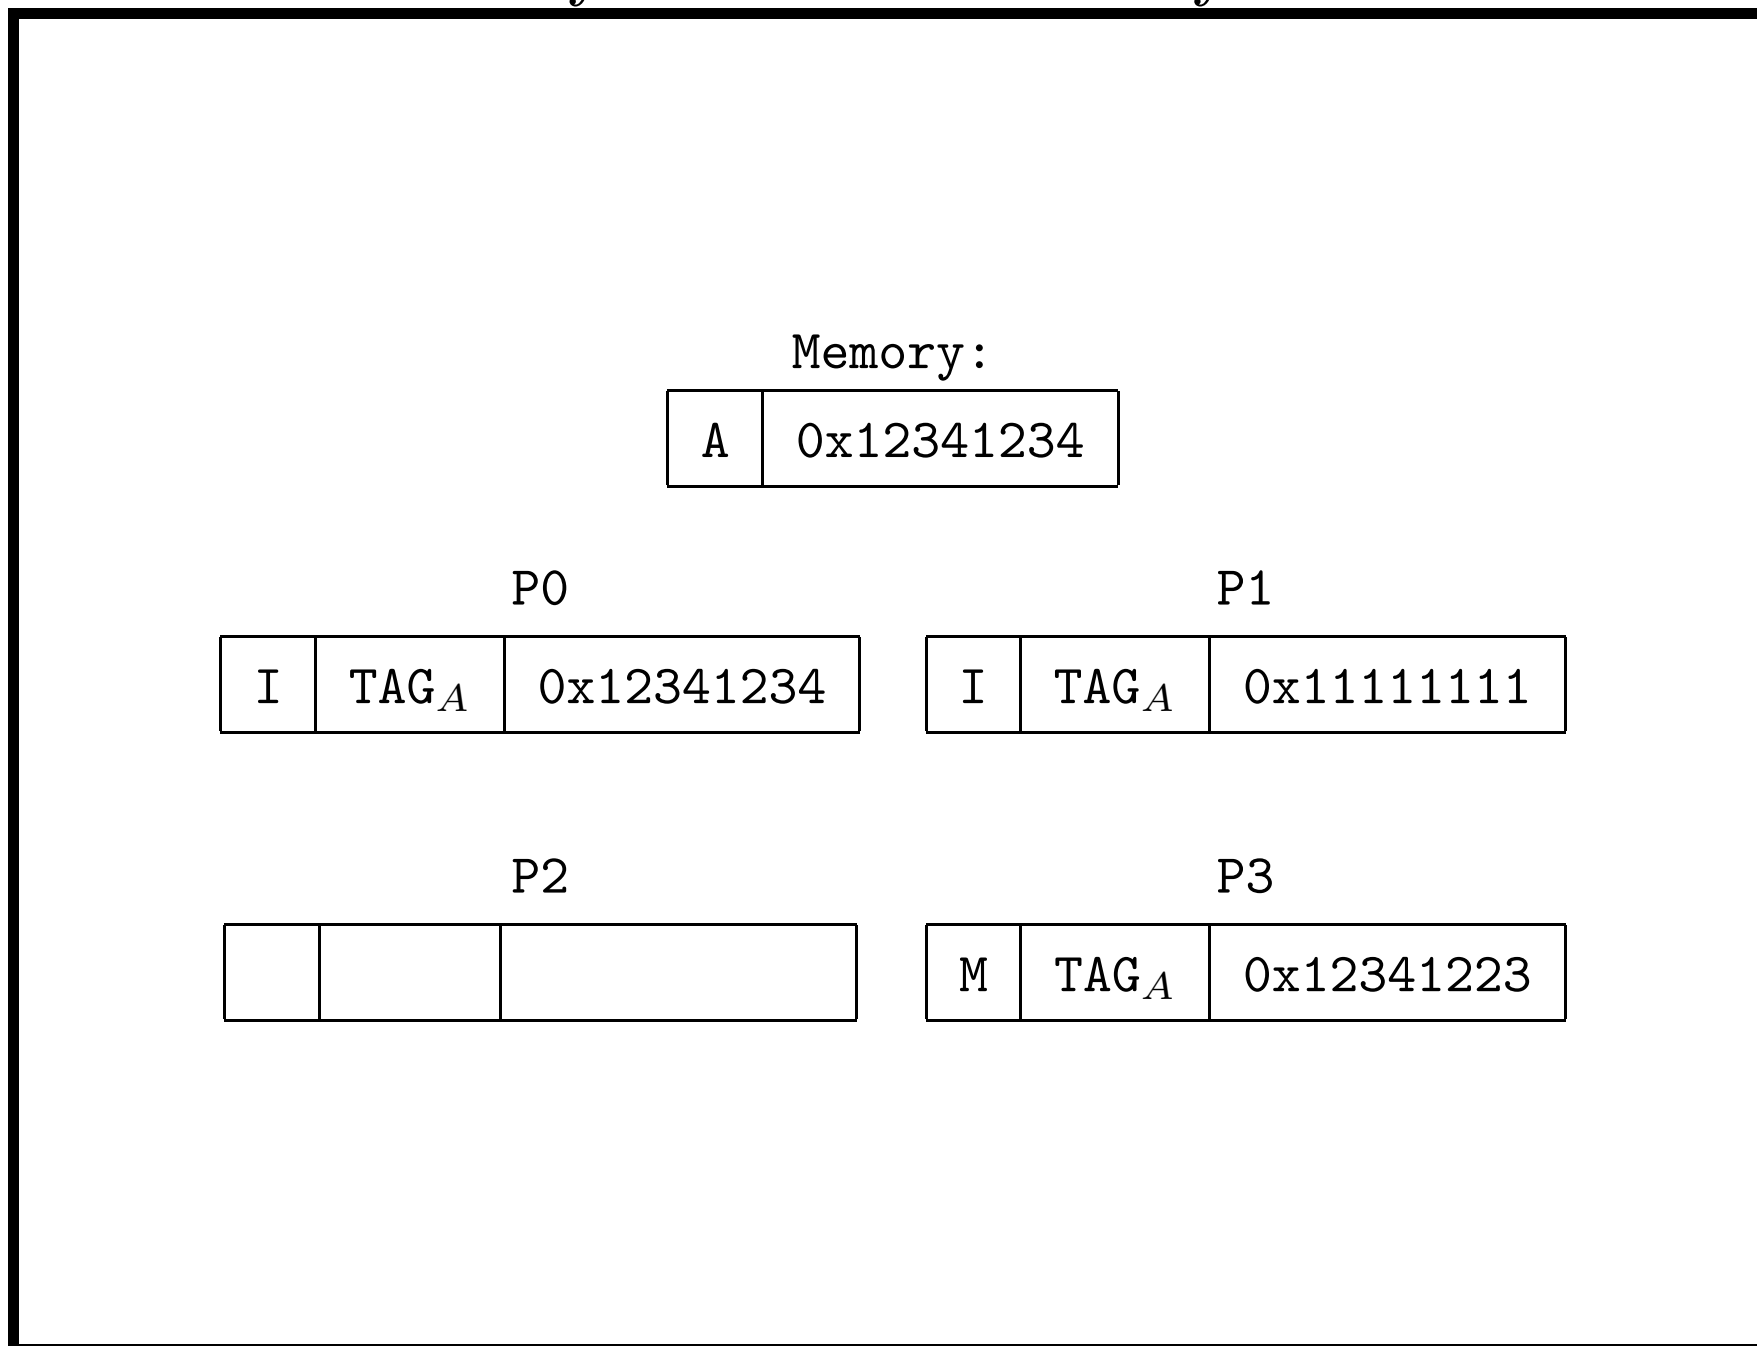 Memory:
A 0x12341234
P0 P1
I TAG_A 0x12341234 I TAG_A 0x11111111
P2 P3
M TAG_A 0x12341223